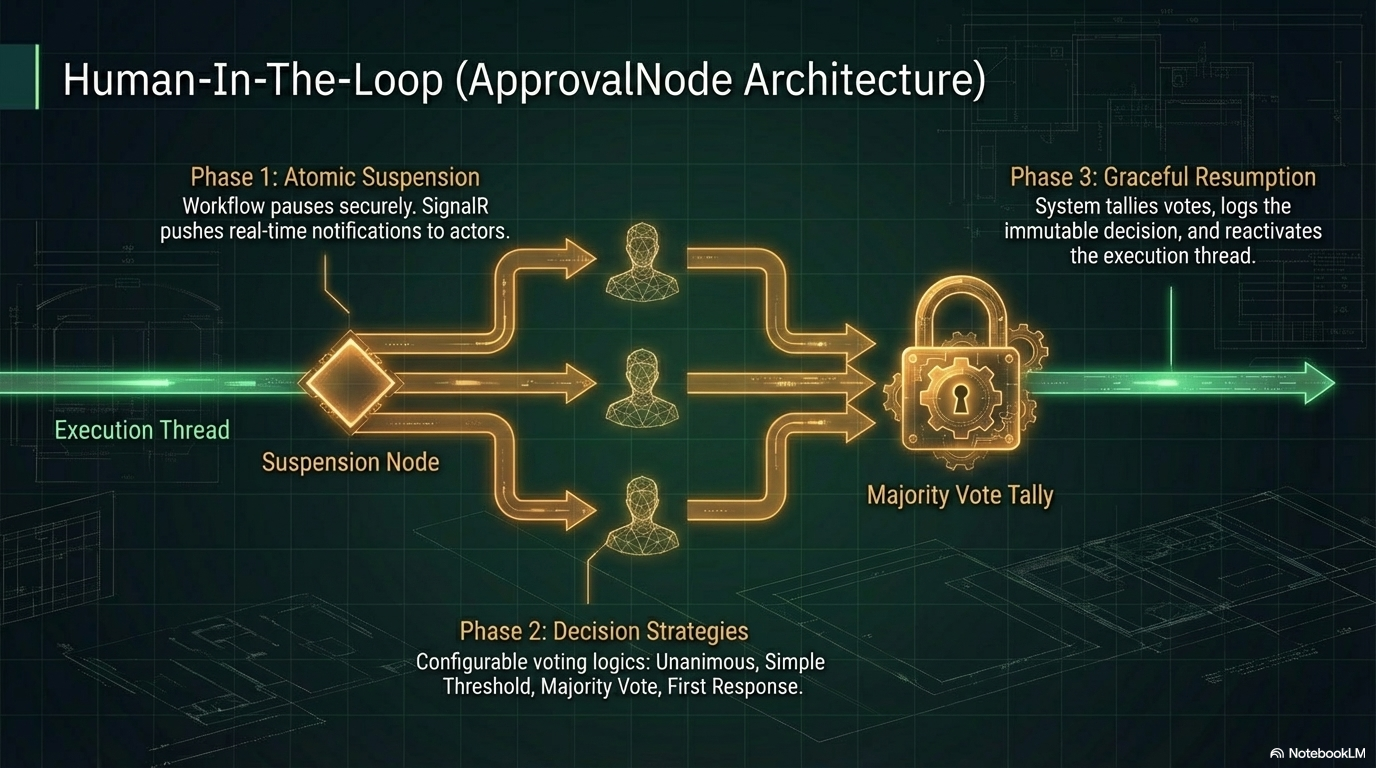 Human-In-The-Loop (ApprovalNode Architecture)
Phase 1: Atomic Suspension
Workflow pauses securely. SignalR
pushes real-time notifications to actors.
Phase 3: Graceful Resumption
System tallies votes, logs the
immutable decision, and reactivates
the execution thread.
Execution Thread
Suspension Node
Majority Vote Tally
Phase 2: Decision Strategies
Configurable voting logics: Unanimous, Simple
Threshold, Majority Vote, First Response.
NotebookLM